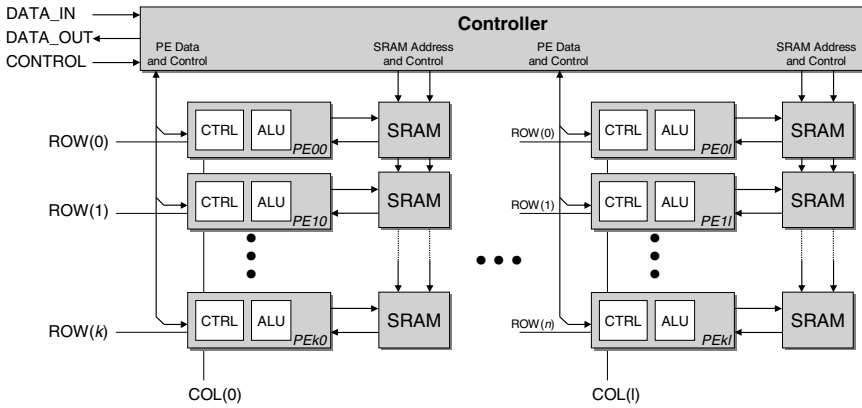 DATA_IN
DATA_OUT
CONTROL
Controller
PE Data
and Control
SRAM Address
and Control
PE Data
and Control
SRAM Address
and Control
ROW(0)
CTRL
ALU
PE00
SRAM
ROW(0)
CTRL
ALU
PE0l
SRAM
ROW(1)
CTRL
ALU
PE10
SRAM
ROW(1)
CTRL
ALU
PE1l
SRAM
ROW(k)
CTRL
ALU
PEk0
SRAM
ROW(n)
CTRL
ALU
PEkl
SRAM
COL(0)
COL(l)